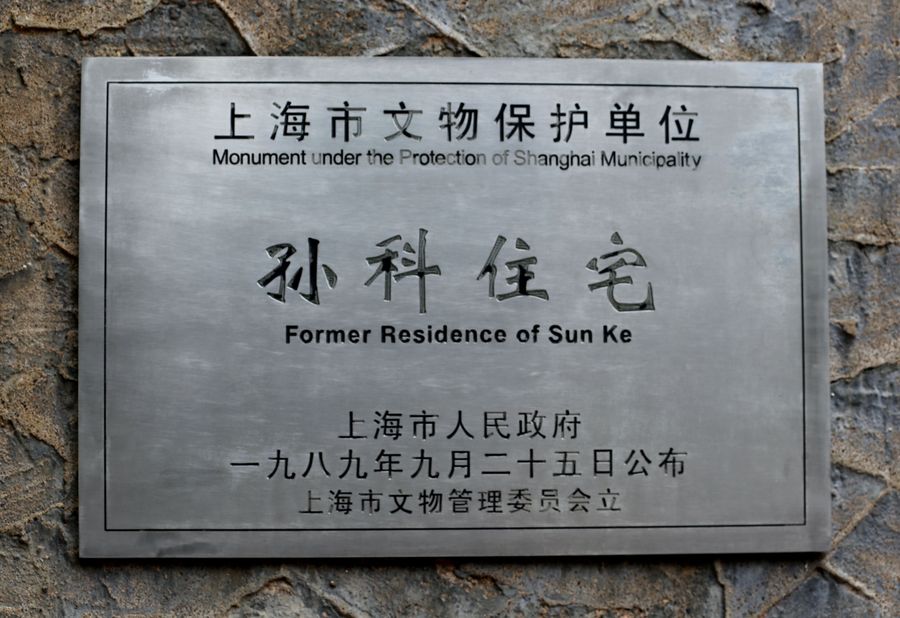 上海市文物保护单位
Monument under the Protection of Shanghai Municipality
孙科住宅
Former Residence of Sun Ke
上海市人民政府
一九八九年九月二十五日公布
上海市文物管理委员会立